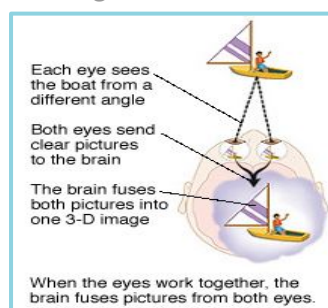 Each eye sees
the boat from a
different angle
Both eyes send
clear pictures
to the brain
The brain fuses
both pictures into
one 3-D image
When the eyes work together, the
brain fuses pictures from both eyes.